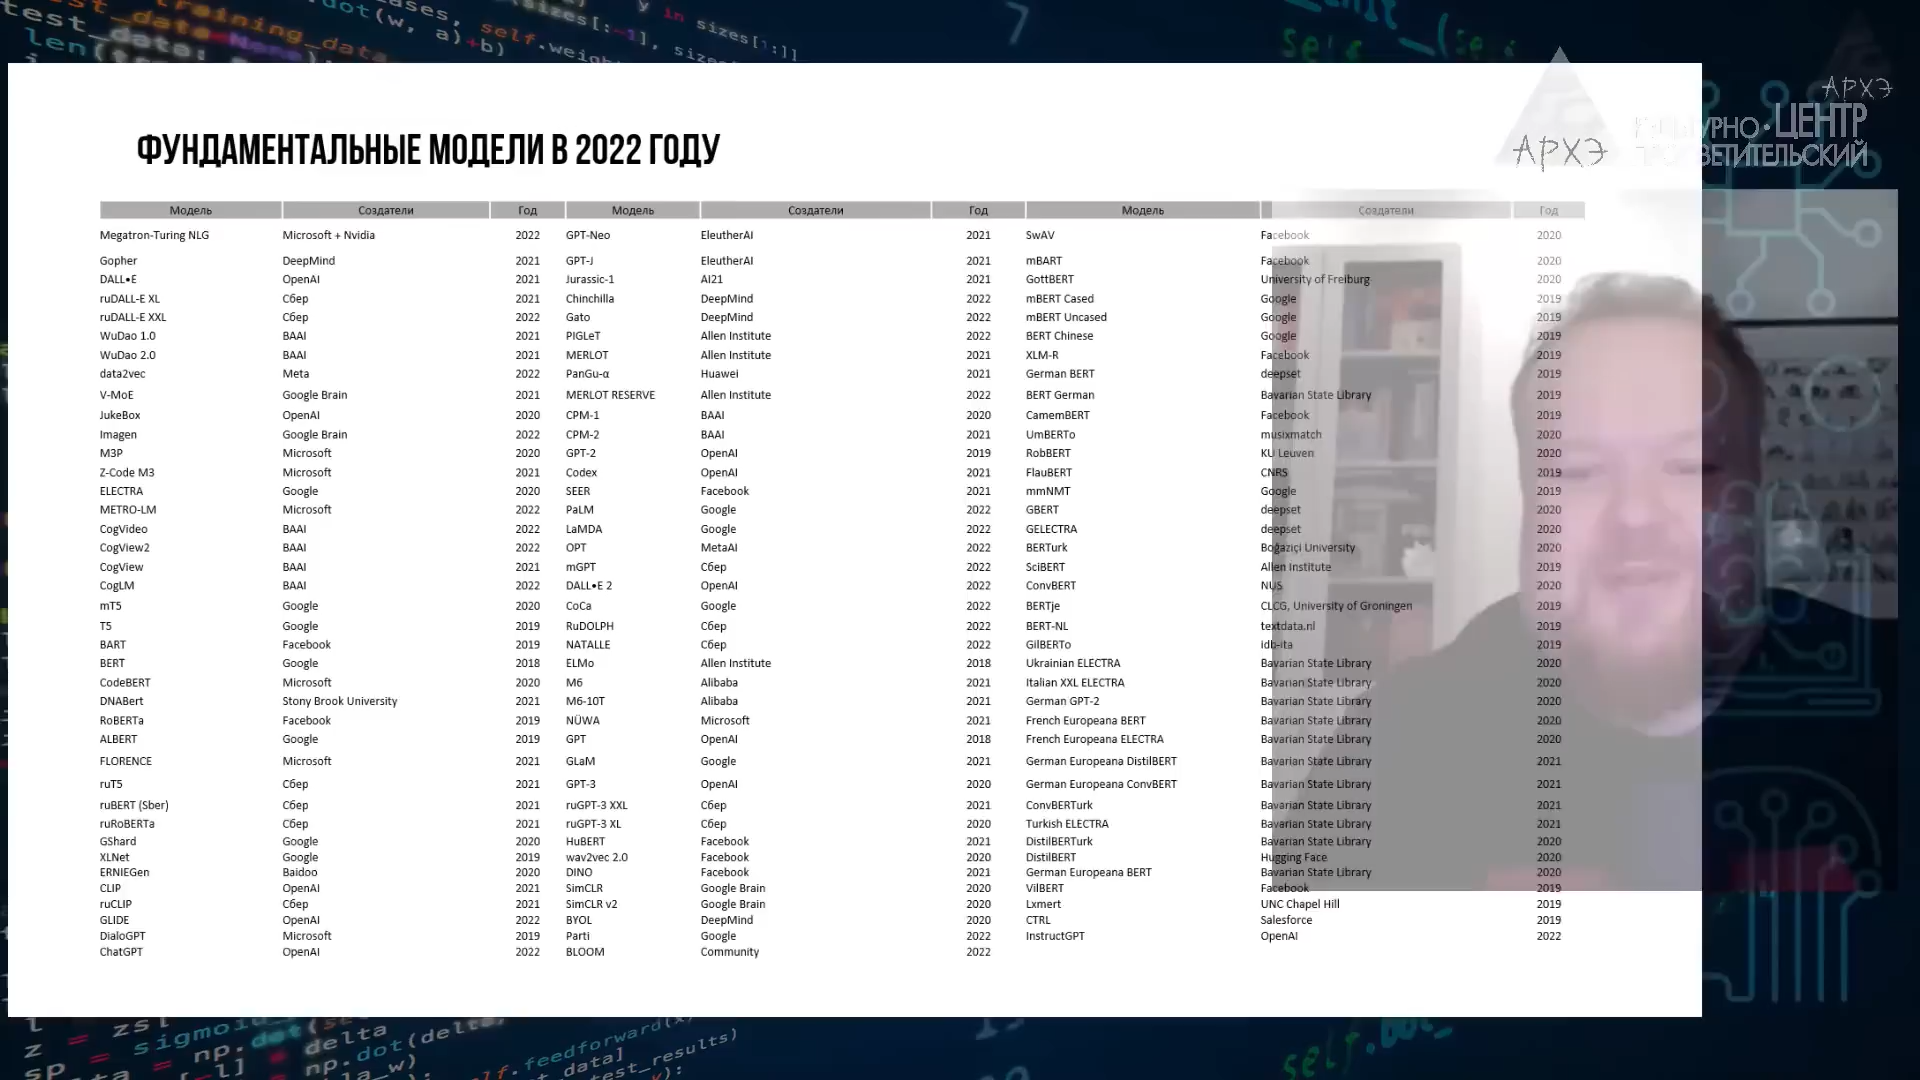 ФУНДАМЕНТАЛЬНЫЕ МОДЕЛИ В 2022 ГОДУ
АРХЭ
АРХЭ
ЦЕНТР
Модель Создатели Год Модель Создатели Год Модель Создатели Год
Megatron-Turing NLG Microsoft + Nvidia 2022 GPT-Neo EleutherAI 2021 SwAV Facebook 2020
Gopher DeepMind 2021 GPT-J EleutherAI 2021 mBART Facebook 2020
DALL•E OpenAI 2021 Jurassic-1 AI21 2021 GottBERT University of Freiburg 2020
ruDALL-E XL Сбер 2021 Chinchilla DeepMind 2022 mBERT Cased Google 2019
ruDALL-E XXL Сбер 2022 Gato DeepMind 2022 mBERT Uncased Google 2019
WuDao 1.0 BAAI 2021 PIGLeT Allen Institute 2021 BERT Chinese Google 2019
WuDao 2.0 BAAI 2021 MERLOT Allen Institute 2021 XLM-R Facebook 2019
data2vec Meta 2022 PanGu-α Huawei 2021 German BERT deepset 2019
V-MoE Google Brain 2021 MERLOT RESERVE Allen Institute 2022 BERT German Bavarian State Library 2019
JukeBox OpenAI 2020 CPM-1 BAAI 2020 CamemBERT Facebook 2019
Imagen Google Brain 2022 CPM-2 BAAI 2021 UmBERTo musixmatch 2020
M3P Microsoft 2020 GPT-2 OpenAI 2019 RobBERT KU Leuven 2020
Z-Code M3 Microsoft 2021 Codex OpenAI 2021 FlauBERT CNRS 2019
ELECTRA Google 2020 SEER Facebook 2021 mmNMT Google 2019
METRO-LM Microsoft 2022 PaLM Google 2022 GBERT deepset 2020
CogVideo BAAI 2022 LaMDA Google 2022 GELECTRA deepset 2020
CogView2 BAAI 2022 OPT MetaAI 2022 BERTurk Boğaziçi University 2020
CogView BAAI 2021 mGPT Сбер 2022 SciBERT Allen Institute 2019
CogLM BAAI 2022 DALL•E 2 OpenAI 2022 ConvBERT NUS 2020
mT5 Google 2020 CoCa Google 2022 BERTje CLCG, University of Groningen 2019
T5 Google 2019 RuDOLPH Сбер 2022 BERT-NL textdata.nl 2019
BART Facebook 2019 NATALLE Сбер 2022 GilBERTo idb-ita 2019
BERT Google 2018 ELMo Allen Institute 2018 Ukrainian ELECTRA Bavarian State Library 2020
CodeBERT Microsoft 2020 M6 Alibaba 2021 Italian XXL ELECTRA Bavarian State Library 2020
DNABert Stony Brook University 2021 M6-10T Alibaba 2021 German GPT-2 Bavarian State Library 2020
RoBERTa Facebook 2019 NÜWA Microsoft 2021 French Europeana BERT Bavarian State Library 2020
ALBERT Google 2019 GPT OpenAI 2018 French Europeana ELECTRA Bavarian State Library 2020
FLORENCE Microsoft 2021 GLaM Google 2021 German Europeana DistilBERT Bavarian State Library 2021
ruT5 Сбер 2021 GPT-3 OpenAI 2020 German Europeana ConvBERT Bavarian State Library 2021
ruBERT (Sber) Сбер 2021 ruGPT-3 XXL Сбер 2021 ConvBERTurk Bavarian State Library 2021
ruRoBERTa Сбер 2021 ruGPT-3 XL Сбер 2020 Turkish ELECTRA Bavarian State Library 2021
GShard Google 2020 HuBERT Facebook 2021 DistilBERTurk Bavarian State Library 2020
XLNet Google 2019 wav2vec 2.0 Facebook 2020 DistilBERT Hugging Face 2020
ERNIEGen Baidoo 2020 DINO Facebook 2021 German Europeana BERT Bavarian State Library 2020
CLIP OpenAI 2021 SimCLR Google Brain 2020 VilBERT Facebook 2019
ruCLIP Сбер 2021 SimCLR v2 Google Brain 2020 Lxmert UNC Chapel Hill 2019
GLIDE OpenAI 2022 BYOL DeepMind 2020 CTRL Salesforce 2019
DialoGPT Microsoft 2019 Parti Google 2022 InstructGPT OpenAI 2022
ChatGPT OpenAI 2022 BLOOM Community 2022